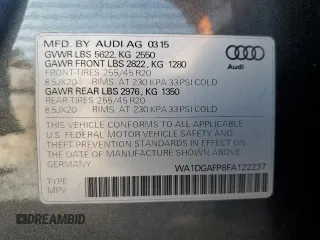 MFD. BY AUDI AG 03 15
GVWR LBS 5622, KG 2550
GAWR FRONT LBS 2822, KG 1280
FRONT-TIRES 255/45 R20
8.5JX20 RIMS, AT 230 KPA 33 PSI COLD
GAWR REAR LBS 2976, KG 1350
REAR TIRES 255/45 R20
8.5JX20 RIMS, AT 230 KPA 33 PSI COLD
Audi
THIS VEHICLE CONFORMS TO ALL APPLICABLE
U.S. FEDERAL MOTOR VEHICLE SAFETY AND
THEFT PREVENTION STANDARDS IN EFFECT ON
THE DATE OF MANUFACTURE SHOWN ABOVE.
GERMANY
WA1DGAFP8FA122237
TYPE
MPV
DREAMBID